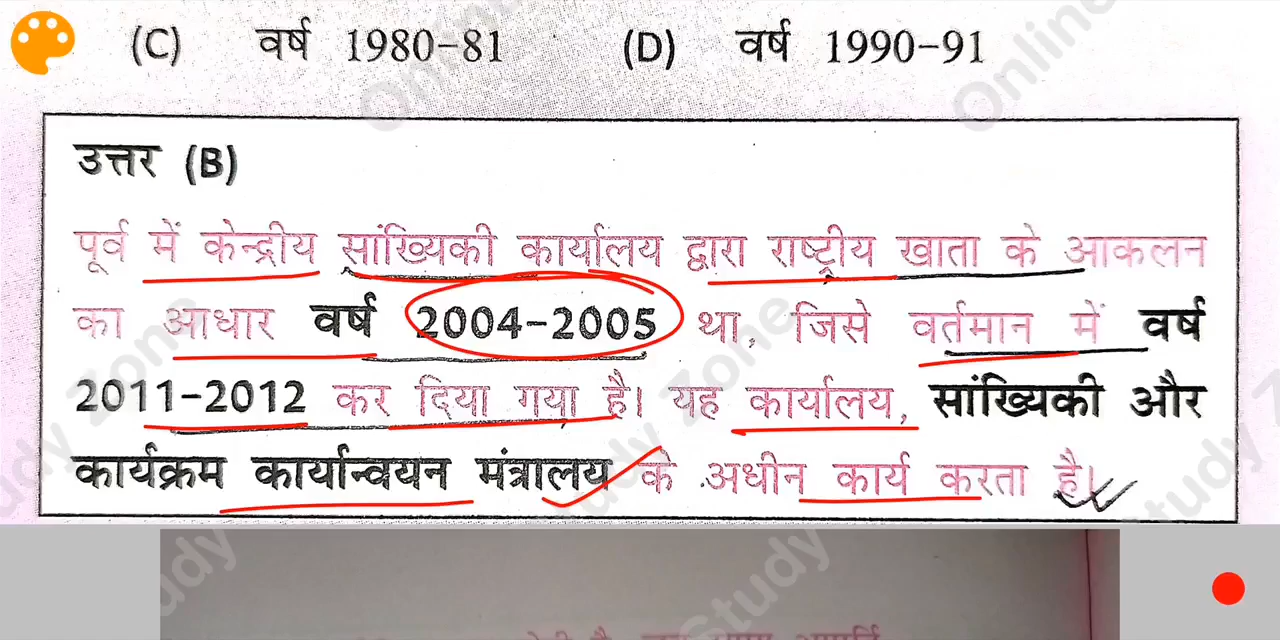 (C) वर्ष 1980-81 (D) वर्ष 1990-91
उत्तर (B)
पूर्व में केन्द्रीय सांख्यिकी कार्यालय द्वारा राष्ट्रीय खाता के आकलन
का आधार वर्ष 2004-2005 था, जिसे वर्तमान में वर्ष
2011-2012 कर दिया गया है। यह कार्यालय, सांख्यिकी और
कार्यक्रम कार्यान्वयन मंत्रालय के अधीन कार्य करता है।